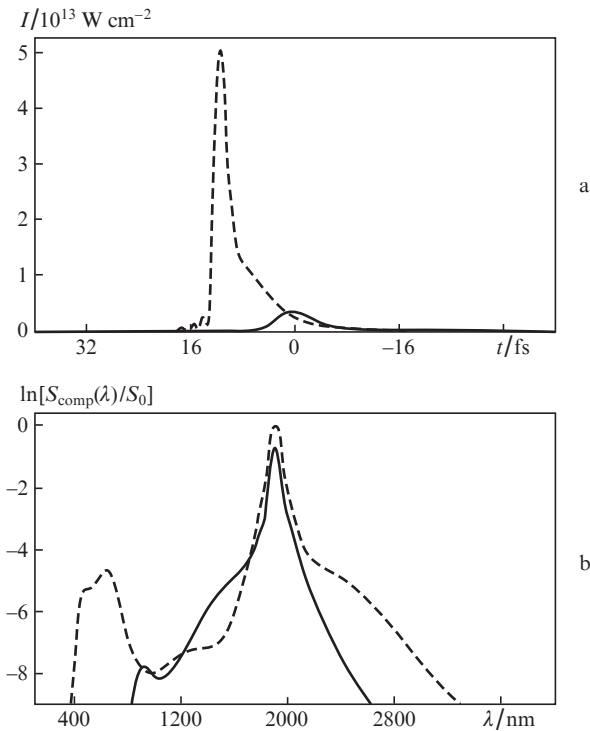 I/10¹³ W cm⁻²
5
4
3
2
1
0
32 16 0 −16 t/fs
a
ln[S_comp(λ)/S₀]
0
−2
−4
−6
−8
400 1200 2000 2800 λ/nm
b